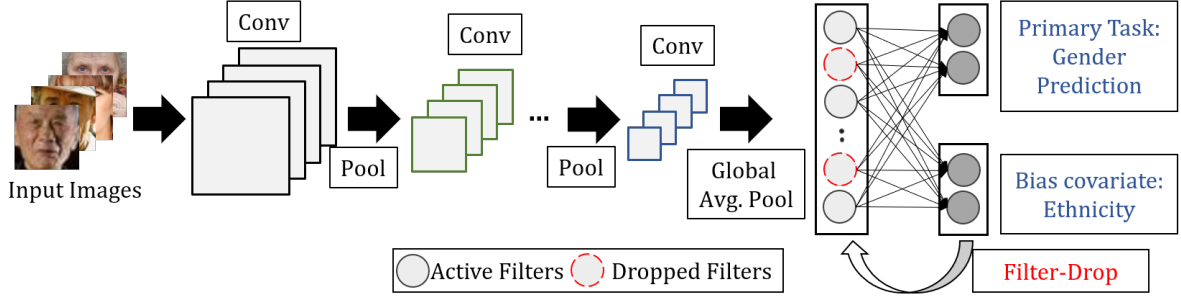 Input Images
Conv
Pool
Conv
...
Pool
Conv
Global
Avg. Pool
Primary Task:
Gender
Prediction
Bias covariate:
Ethnicity
Filter-Drop
Active Filters
Dropped Filters